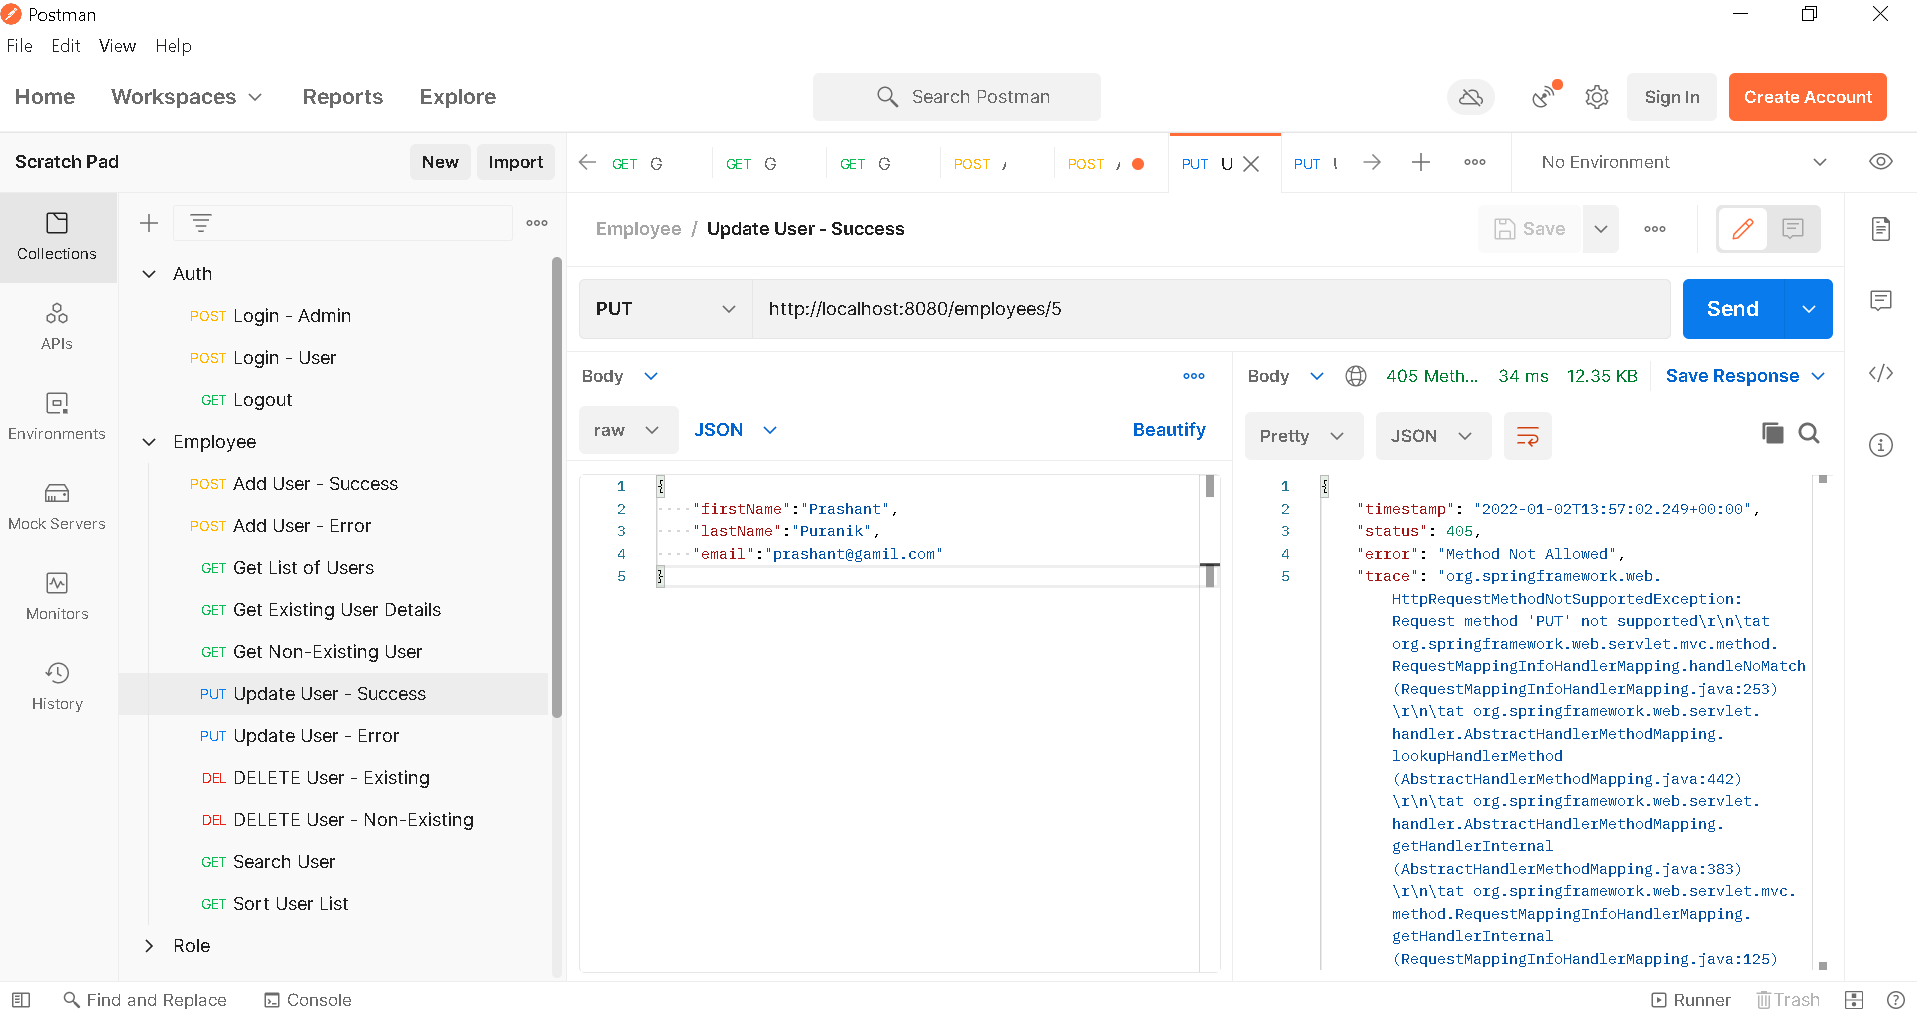 Postman
File Edit View Help
Home Workspaces Reports Explore Search Postman Sign In Create Account
Scratch Pad New Import GET G GET G GET G POST POST PUT U PUT No Environment
Collections
APIs
Environments
Mock Servers
Monitors
History
Auth
POST Login - Admin
POST Login - User
GET Logout
Employee
POST Add User - Success
POST Add User - Error
GET Get List of Users
GET Get Existing User Details
GET Get Non-Existing User
PUT Update User - Success
PUT Update User - Error
DEL DELETE User - Existing
DEL DELETE User - Non-Existing
GET Search User
GET Sort User List
Role
Employee / Update User - Success Save
PUT http://localhost:8080/employees/5 Send
Body
raw JSON Beautify
1 {
2 "firstName":"Prashant",
3 "lastName":"Puranik",
4 "email":"prashant@gamil.com"
5 }
Body 405 Meth... 34 ms 12.35 KB Save Response
Pretty JSON
1 {
2 "timestamp": "2022-01-02T13:57:02.249+00:00",
3 "status": 405,
4 "error": "Method Not Allowed",
5 "trace": "org.springframework.web.
HttpRequestMethodNotSupportedException:
Request method 'PUT' not supported\r\n\tat
org.springframework.web.servlet.mvc.method.
RequestMappingInfoHandlerMapping.handleNoMatch
(RequestMappingInfoHandlerMapping.java:253)
\r\n\tat org.springframework.web.servlet.
handler.AbstractHandlerMethodMapping.
lookupHandlerMethod
(AbstractHandlerMethodMapping.java:442)
\r\n\tat org.springframework.web.servlet.
handler.AbstractHandlerMethodMapping.
getHandlerInternal
(AbstractHandlerMethodMapping.java:383)
\r\n\tat org.springframework.web.servlet.mvc.
method.RequestMappingInfoHandlerMapping.
getHandlerInternal
(RequestMappingInfoHandlerMapping.java:125)
Find and Replace Console Runner Trash